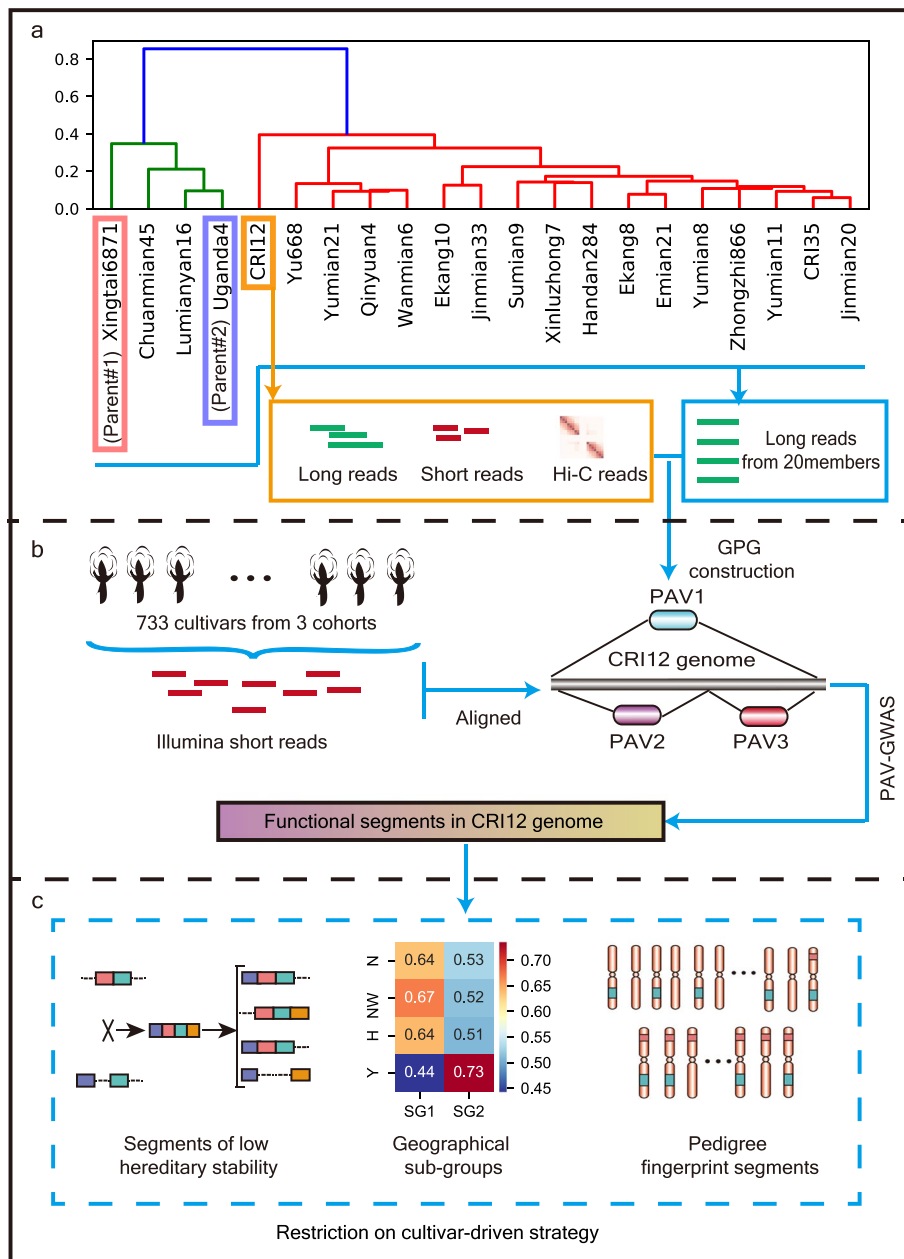 a
0.8
0.6
0.4
0.2
0.0
(Parent#1) Xingtai6871
Chuanmian45
Lumianyan16
(Parent#2) Uganda4
CRI12
Yu668
Yumian21
Qinyuan4
Wanmian6
Ekang10
Jinmian33
Sumian9
Xinluzhong7
Handan284
Ekang8
Emian21
Yumian8
Zhongzhi866
Yumian11
CRI35
Jinmian20
Long reads
Short reads
Hi-C reads
Long reads
from 20members
b
733 cultivars from 3 cohorts
Illumina short reads
Aligned
GPG
construction
PAV1
CRI12 genome
PAV2
PAV3
PAV-GWAS
Functional segments in CRI12 genome
c
N
NW
H
Y
0.64 0.53
0.67 0.52
0.64 0.51
0.44 0.73
SG1 SG2
0.70
0.65
0.60
0.55
0.50
0.45
Segments of low
hereditary stability
Geographical
sub-groups
Pedigree
fingerprint segments
Restriction on cultivar-driven strategy